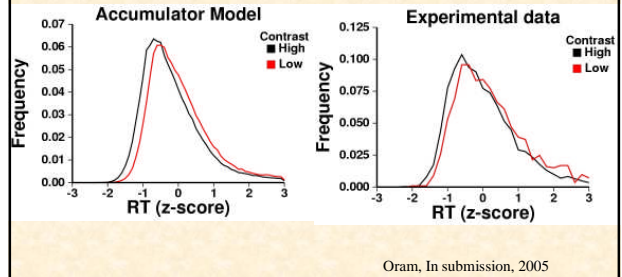 Accumulator Model
0.07
0.06
0.05
0.04
0.03
0.02
0.01
0.00
Frequency
Contrast
High
Low
-3 -2 -1 0 1 2 3
RT (z-score)
Experimental data
0.125
0.100
0.075
0.050
0.025
0.000
Frequency
Contrast
High
Low
-3 -2 -1 0 1 2 3
RT (z-score)
Oram, In submission, 2005